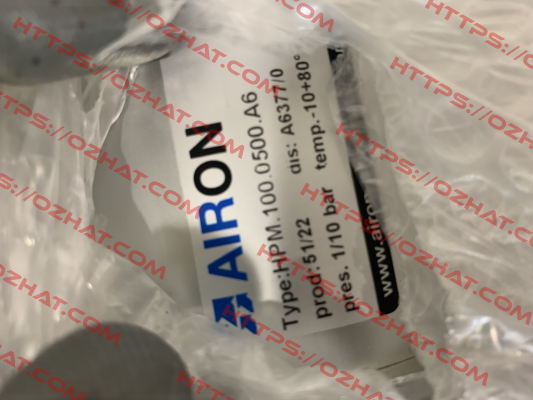 AIRON
Type:HPM.100.0500.A6
prod:51/22 dis: A6377/0
pres. 1/10 bar temp.-10+80°
www.airon
HTTPS://OZHAT.COM